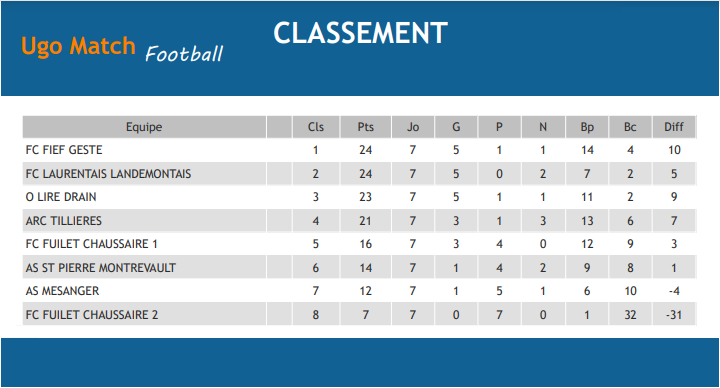 CLASSEMENT
Ugo Match Football
Equipe Cls Pts Jo G P N Bp Bc Diff
FC FIEF GESTE 1 24 7 5 1 1 14 4 10
FC LAURENTAIS LANDEMONTAIS 2 24 7 5 0 2 7 2 5
O LIRE DRAIN 3 23 7 5 1 1 11 2 9
ARC TILLIERES 4 21 7 3 1 3 13 6 7
FC FUILET CHAUSSAIRE 1 5 16 7 3 4 0 12 9 3
AS ST PIERRE MONTREVAULT 6 14 7 1 4 2 9 8 1
AS MESANGER 7 12 7 1 5 1 6 10 -4
FC FUILET CHAUSSAIRE 2 8 7 7 0 7 0 1 32 -31